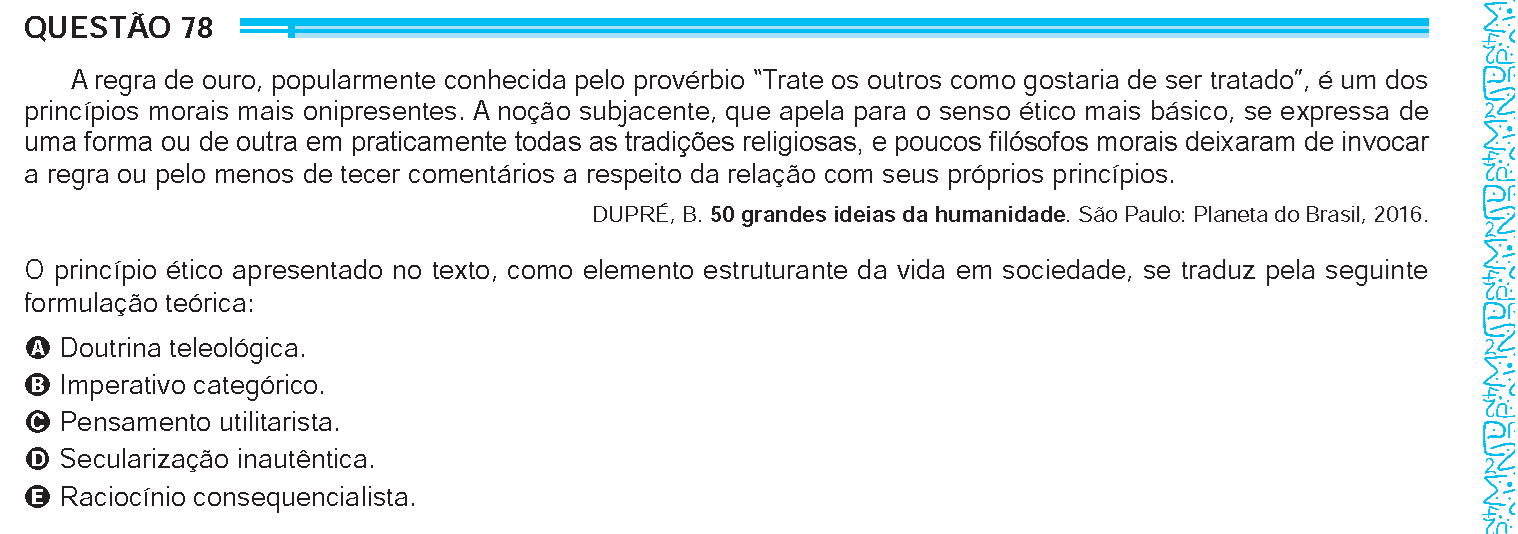 QUESTÃO 78
A regra de ouro, popularmente conhecida pelo provérbio “Trate os outros como gostaria de ser tratado”, é um dos
princípios morais mais onipresentes. A noção subjacente, que apela para o senso ético mais básico, se expressa de
uma forma ou de outra em praticamente todas as tradições religiosas, e poucos filósofos morais deixaram de invocar
a regra ou pelo menos de tecer comentários a respeito da relação com seus próprios princípios.
DUPRÉ, B. 50 grandes ideias da humanidade. São Paulo: Planeta do Brasil, 2016.
O princípio ético apresentado no texto, como elemento estruturante da vida em sociedade, se traduz pela seguinte
formulação teórica:
A Doutrina teleológica.
B Imperativo categórico.
C Pensamento utilitarista.
D Secularização inautêntica.
E Raciocínio consequencialista.